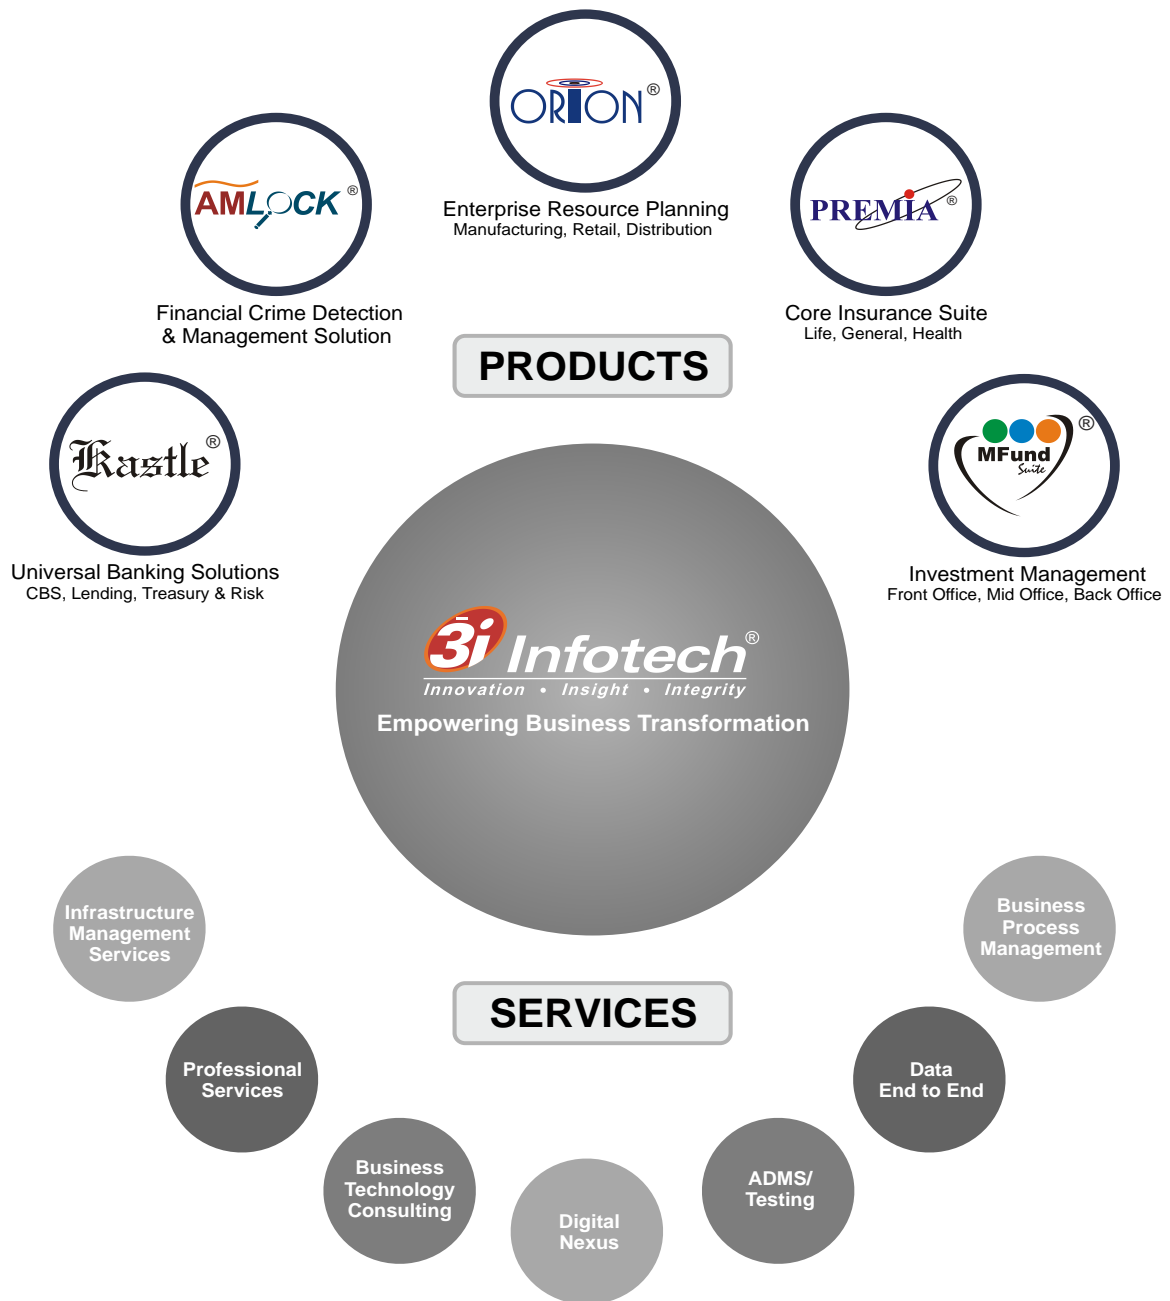 ORION®
Enterprise Resource Planning
Manufacturing, Retail, Distribution
AMLOCK®
Financial Crime Detection
& Management Solution
PREMIA®
Core Insurance Suite
Life, General, Health
PRODUCTS
Kastle®
Universal Banking Solutions
CBS, Lending, Treasury & Risk
MFund®
Suite
Investment Management
Front Office, Mid Office, Back Office
3i Infotech®
Innovation • Insight • Integrity
Empowering Business Transformation
SERVICES
Infrastructure
Management
Services
Professional
Services
Business
Technology
Consulting
Digital
Nexus
ADMS/
Testing
Data
End to End
Business
Process
Management